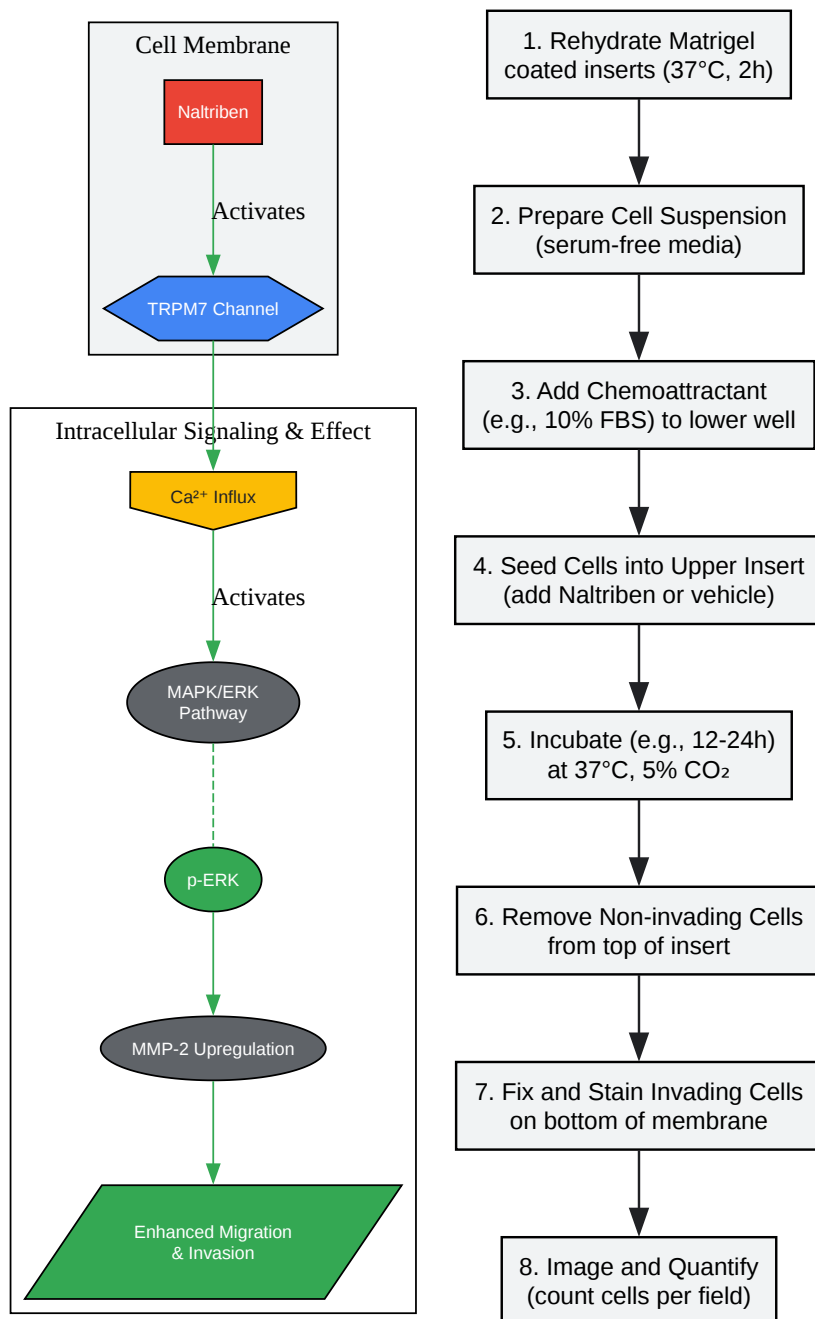 Cell Membrane
Naltriben
Activates
TRPM7 Channel
Intracellular Signaling & Effect
Ca²⁺ Influx
Activates
MAPK/ERK
Pathway
p-ERK
MMP-2 Upregulation
Enhanced Migration
& Invasion
1. Rehydrate Matrigel
coated inserts (37°C, 2h)
2. Prepare Cell Suspension
(serum-free media)
3. Add Chemoattractant
(e.g., 10% FBS) to lower well
4. Seed Cells into Upper Insert
(add Naltriben or vehicle)
5. Incubate (e.g., 12-24h)
at 37°C, 5% CO₂
6. Remove Non-invading Cells
from top of insert
7. Fix and Stain Invading Cells
on bottom of membrane
8. Image and Quantify
(count cells per field)